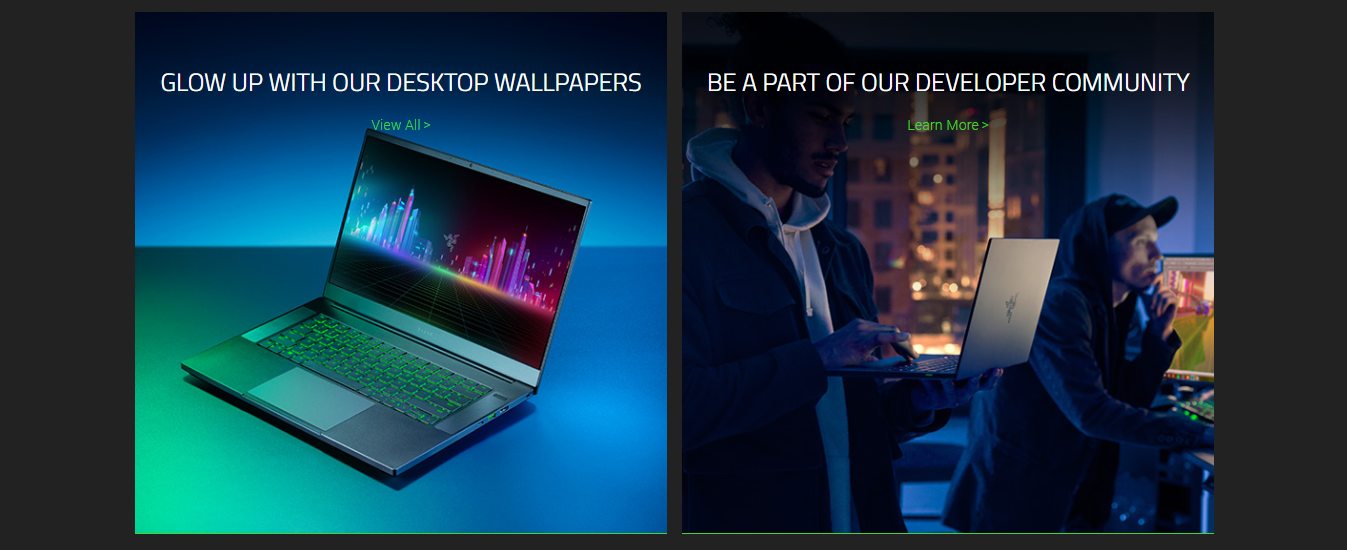 GLOW UP WITH OUR DESKTOP WALLPAPERS
View All >
BE A PART OF OUR DEVELOPER COMMUNITY
Learn More >